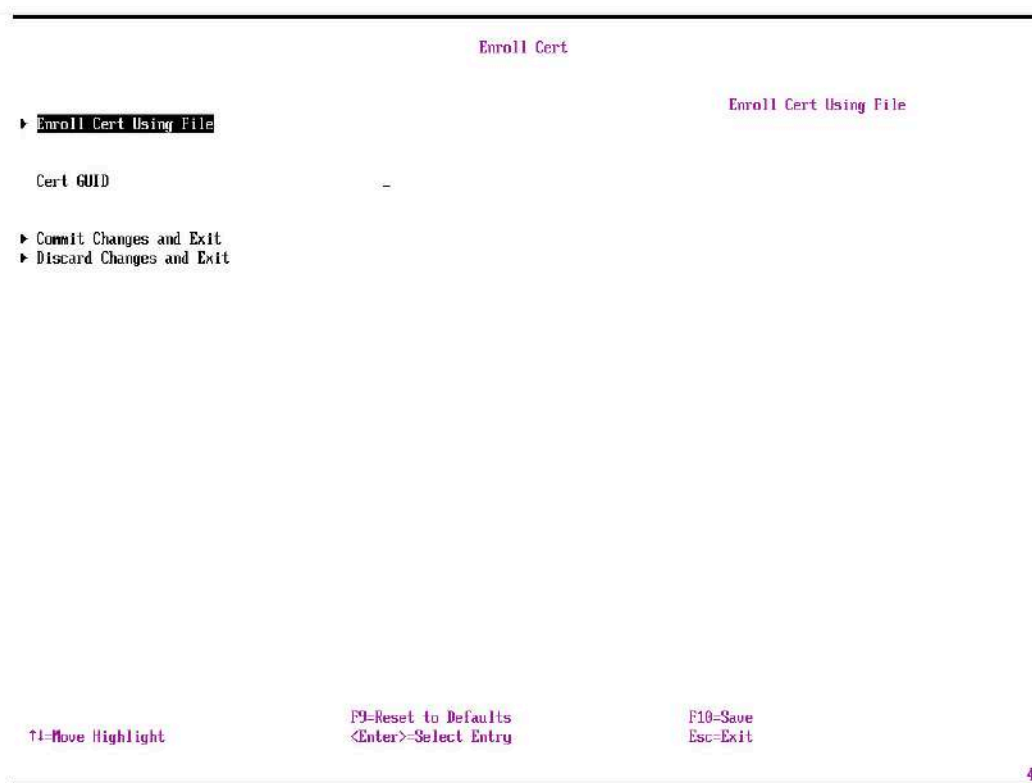 Enroll Cert
Enroll Cert Using File
▶ Enroll Cert Using File
Cert GUID _
▶ Commit Changes and Exit
▶ Discard Changes and Exit
F9=Reset to Defaults F10=Save
↑↓=Move Highlight <Enter>=Select Entry Esc=Exit